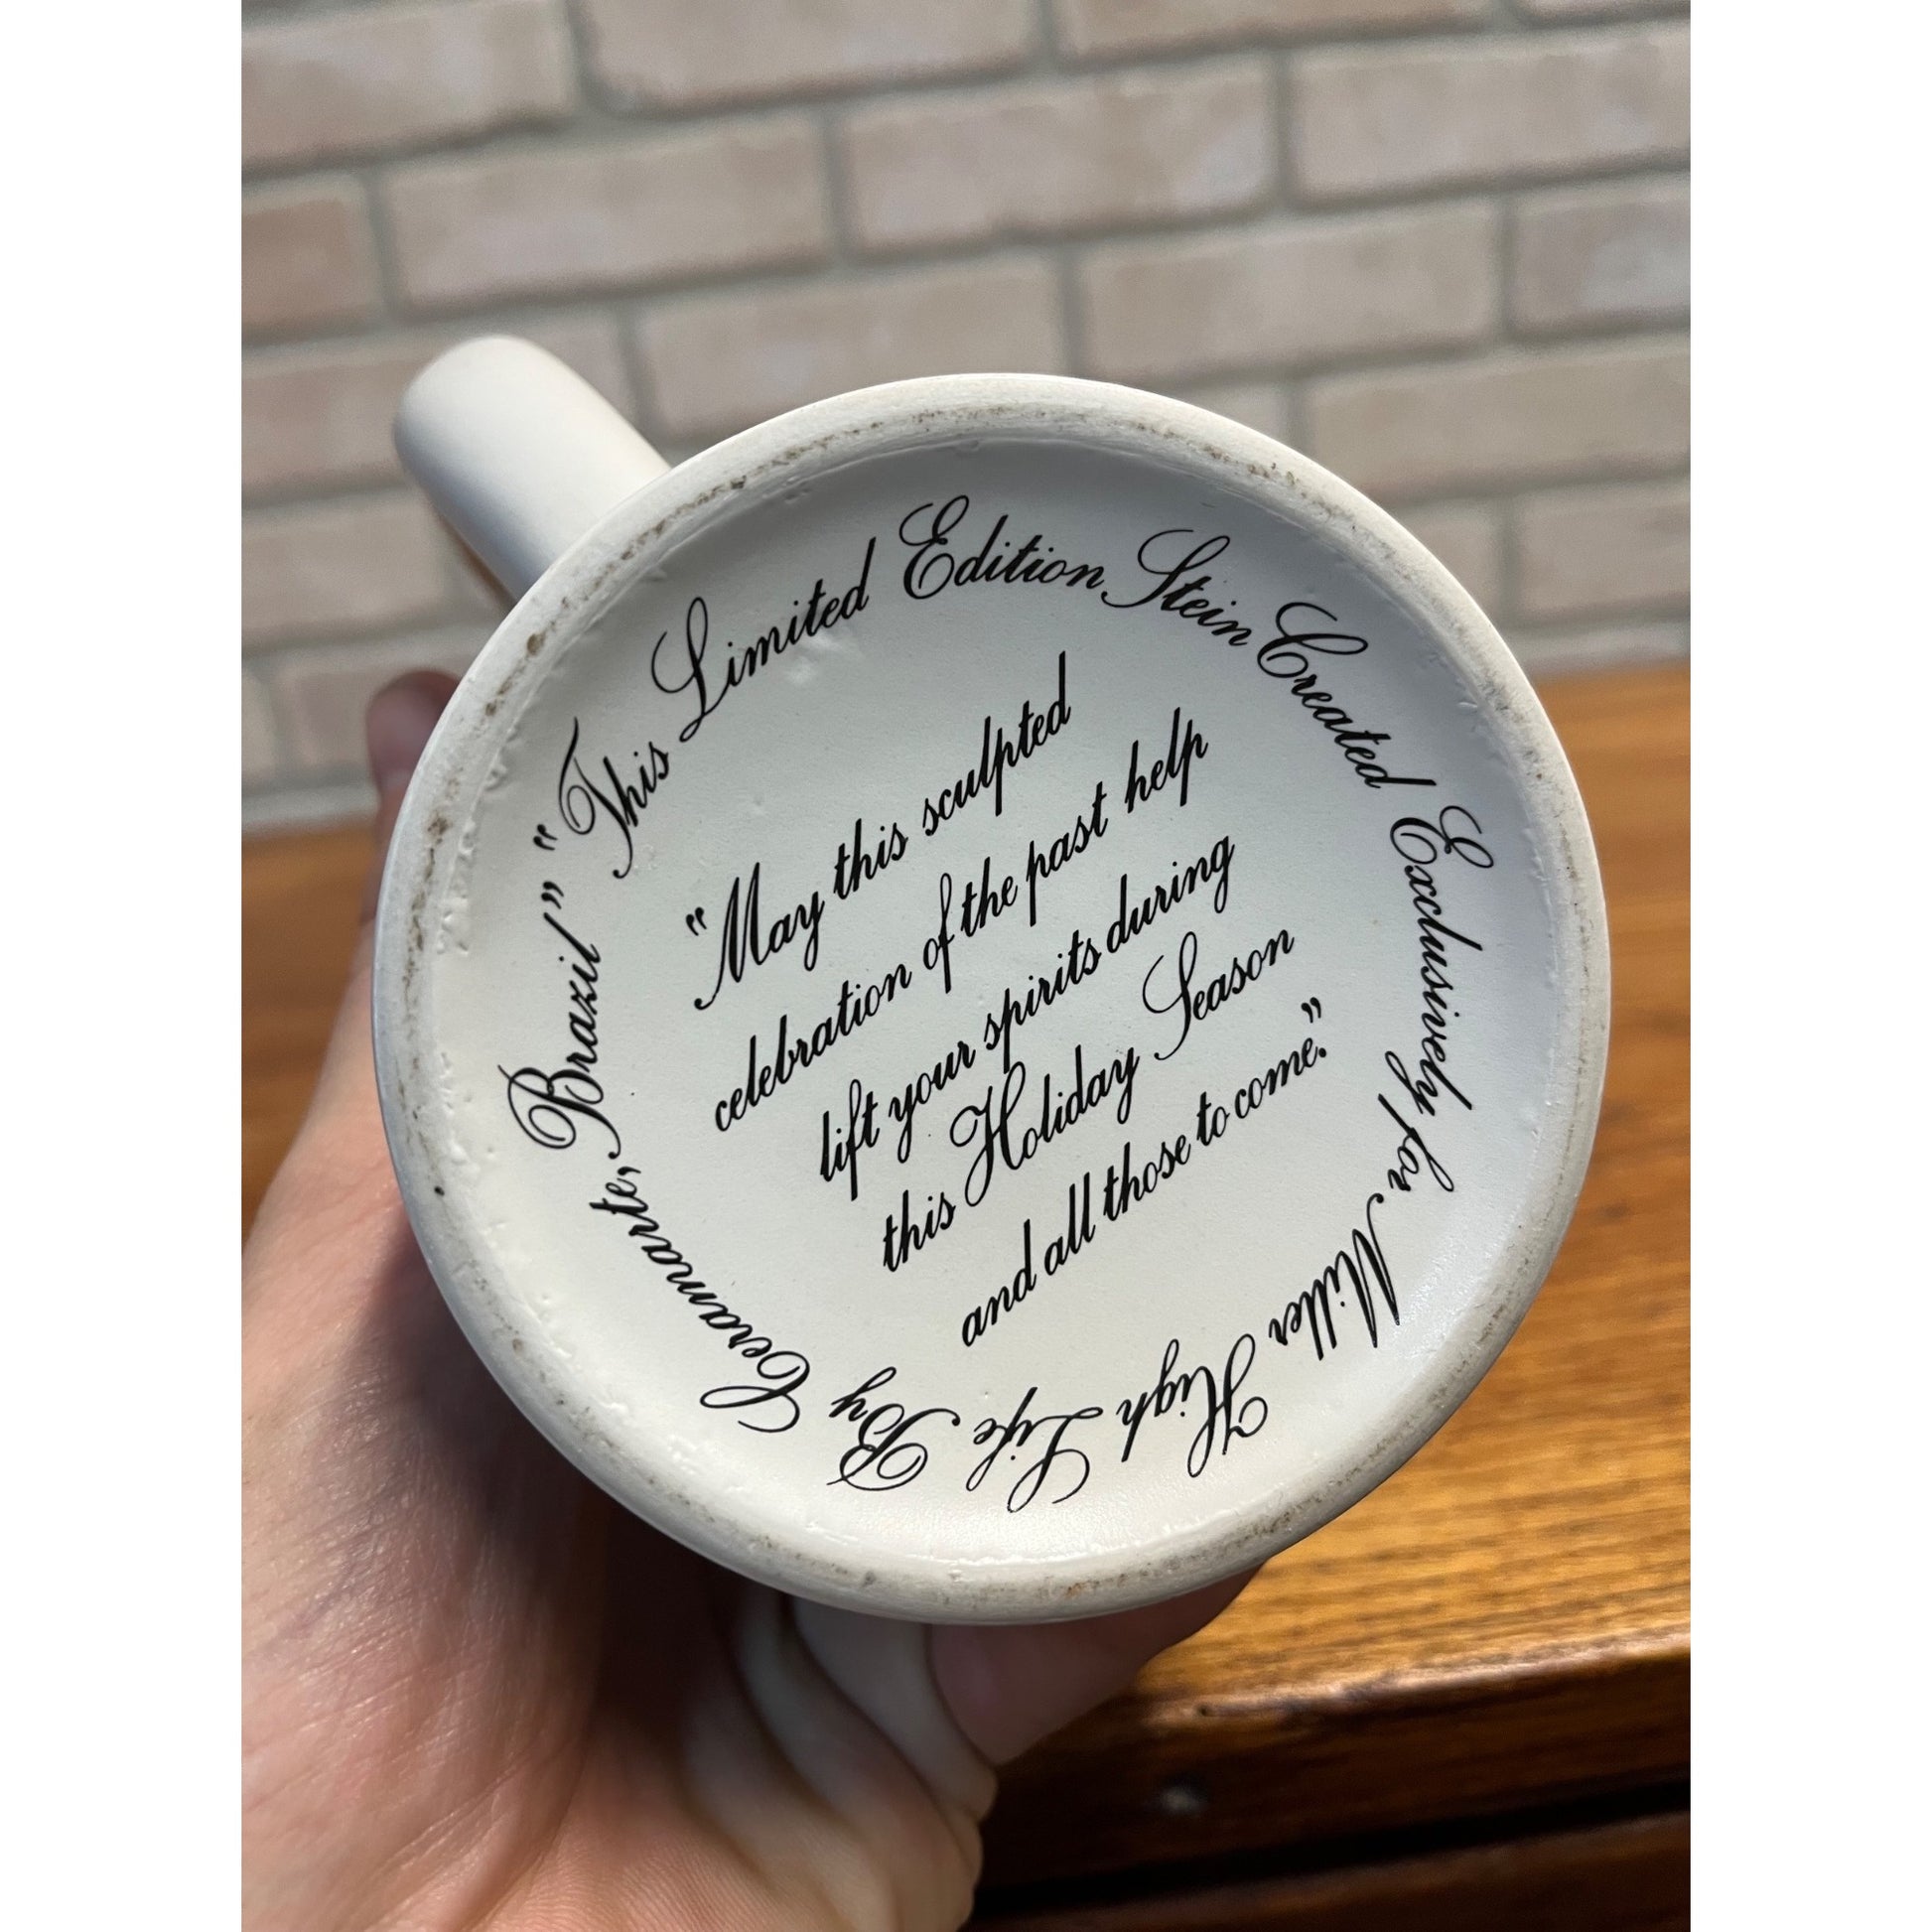 "This Limited Edition Stein Created Exclusively for Miller High Life By Ceramarte, Brazil"
"May this sculpted
celebration of the past help
lift your spirits during
this Holiday Season
and all those to come."